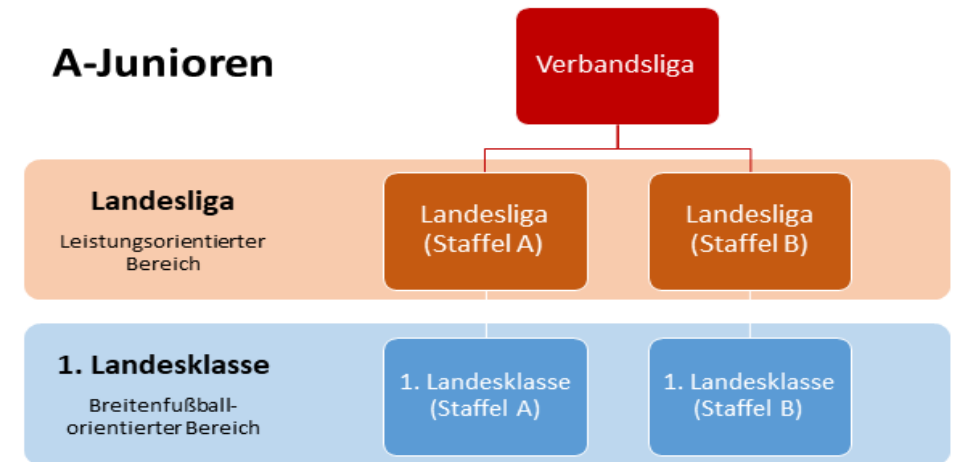 A-Junioren
Verbandsliga
Landesliga
Leistungsorientierter
Bereich
Landesliga
(Staffel A)
Landesliga
(Staffel B)
1. Landesklasse
Breitenfußball-
orientierter Bereich
1. Landesklasse
(Staffel A)
1. Landesklasse
(Staffel B)